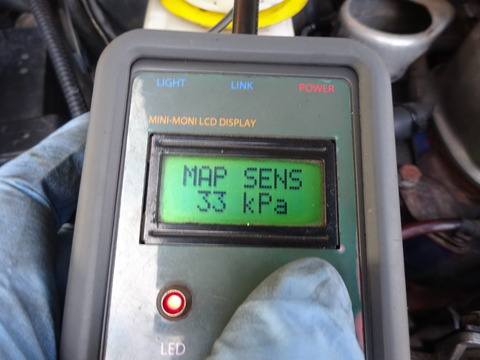 LIGHT LINK POWER
MINI-MONI LCD DISPLAY
MAP SENS
33 kPa
LED